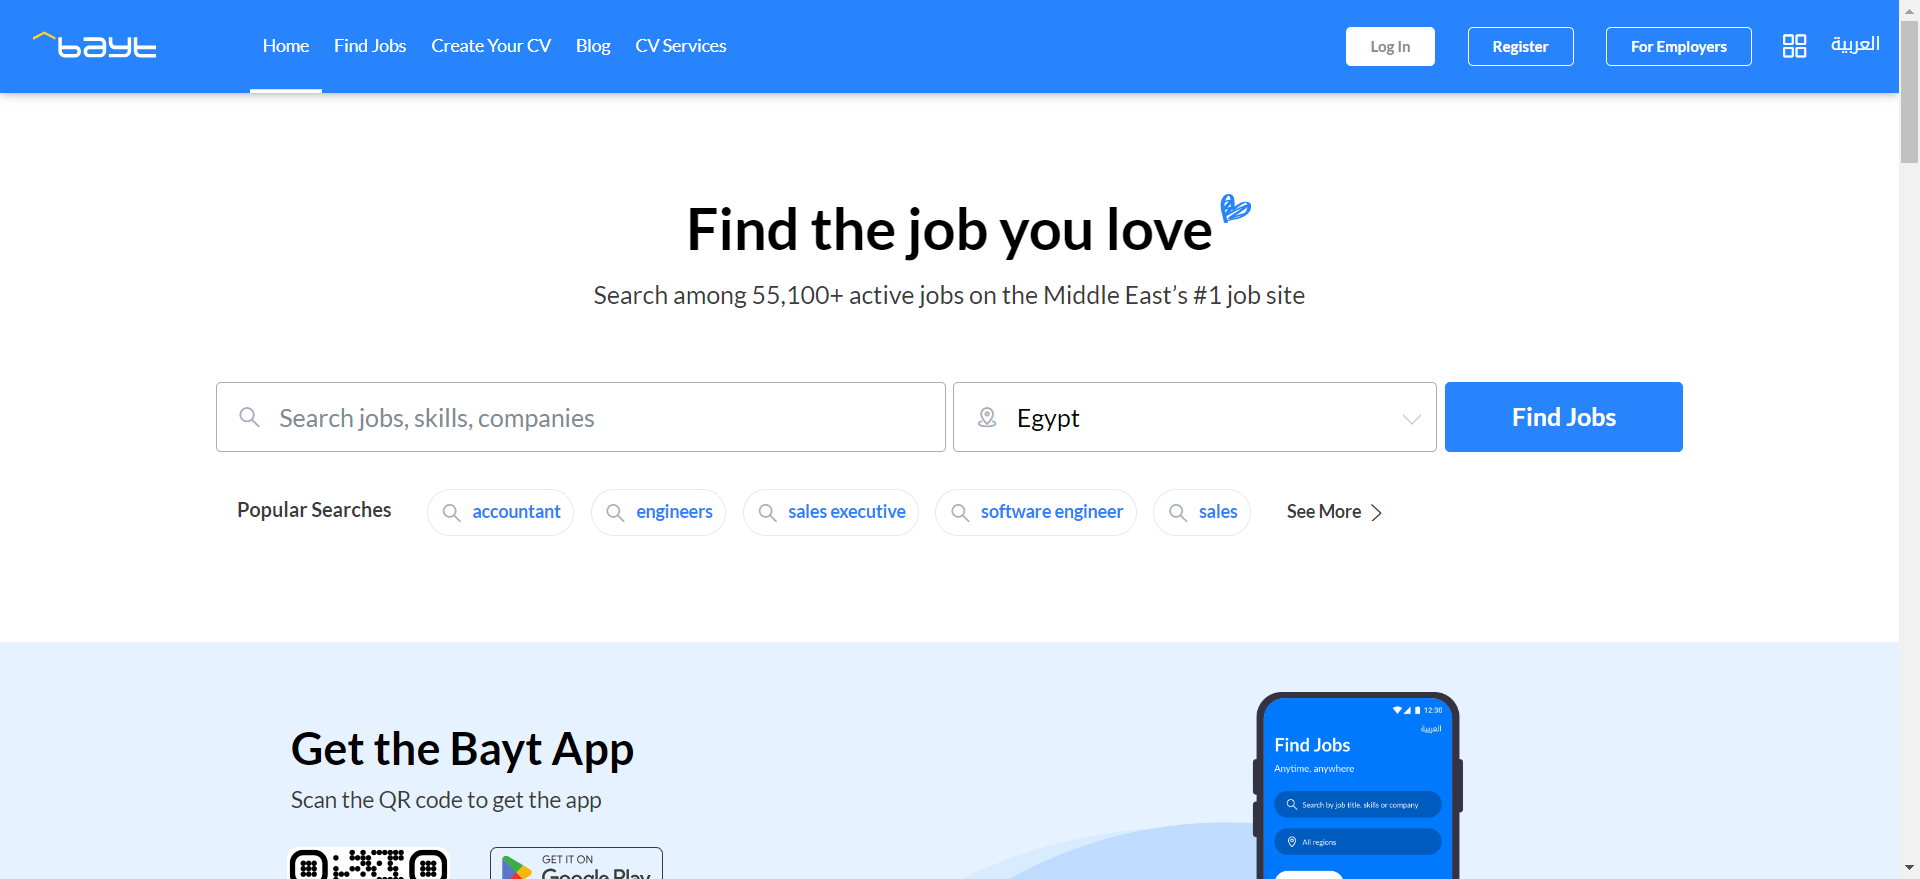 bayt
Home Find Jobs Create Your CV Blog CV Services Log In Register For Employers العربية
Find the job you love
Search among 55,100+ active jobs on the Middle East’s #1 job site
Search jobs, skills, companies Egypt Find Jobs
Popular Searches accountant engineers sales executive software engineer sales See More
Get the Bayt App
Scan the QR code to get the app
GET IT ON
Google Play
12:30
العربية
Find Jobs
Anytime, anywhere
Search by job title, skills or company
All regions